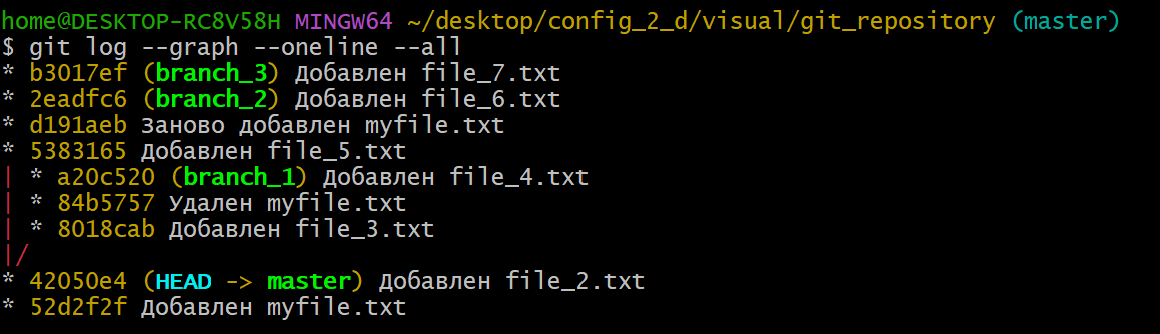 home@DESKTOP-RC8V58H MINGW64 ~/desktop/config_2_d/visual/git_repository (master)
$ git log --graph --oneline --all
* b3017ef (branch_3) Добавлен file_7.txt
* 2eadfc6 (branch_2) Добавлен file_6.txt
* d191aeb Заново добавлен myfile.txt
* 5383165 Добавлен file_5.txt
| * a20c520 (branch_1) Добавлен file_4.txt
| * 84b5757 Удален myfile.txt
| * 8018cab Добавлен file_3.txt
|/
* 42050e4 (HEAD -> master) Добавлен file_2.txt
* 52d2f2f Добавлен myfile.txt